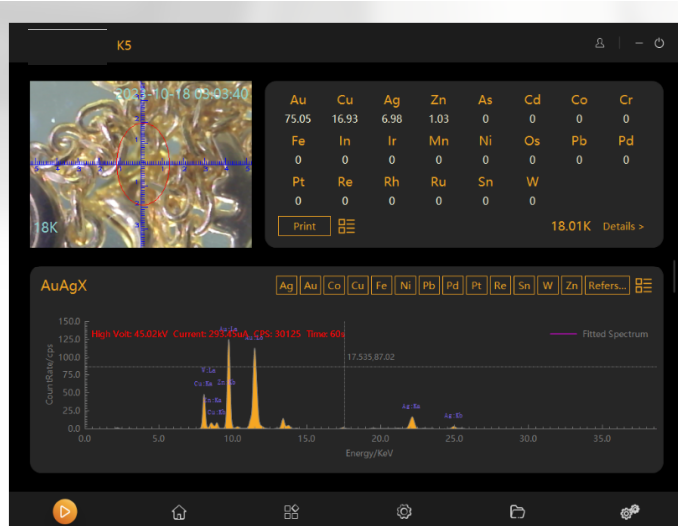 K5
18K
Au Cu Ag Zn As Cd Co Cr
75.05 16.93 6.98 1.03 0 0 0 0
Fe In Ir Mn Ni Os Pb Pd
0 0 0 0 0 0 0 0
Pt Re Rh Ru Sn W
0 0 0 0 0 0
Print 18.01K Details >
AuAgX
Ag Au Co Cu Fe Ni Pb Pd Pt Re Sn W Zn Refers...
High Volt: 45.02kV Current: 293.45uA CPS: 30125 Time: 60s
Fitted Spectrum
17.535,87.02
CountRate/cps
150.0
125.0
100.0
75.0
50.0
25.0
0.0
W:La
Ag:Ka
Ag:Kb
0.0 5.0 10.0 15.0 20.0 25.0 30.0 35.0
Energy/KeV